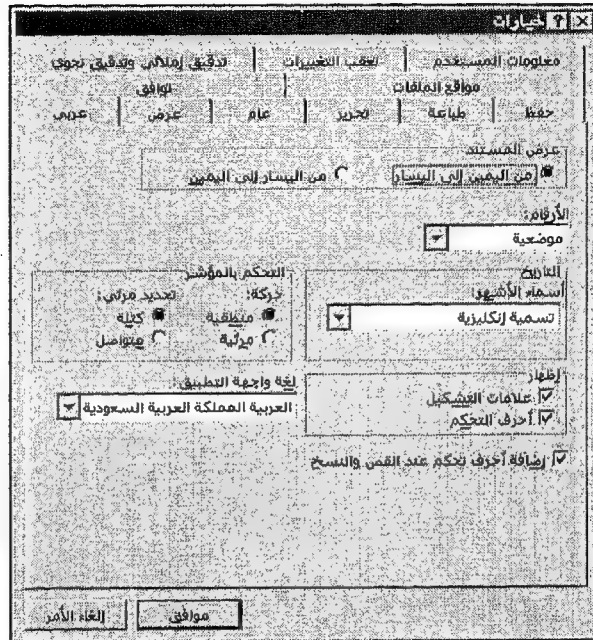 خيارات
معلومات المستخدم تعقب التغييرات تدقيق إملائي وتدقيق نحوي
مواقع الملفات توافق
حفظ طباعة تحرير عام عرض عربي
عرض المستند
من اليمين إلى اليسار من اليسار إلى اليمين
الأرقام:
موضعية
التاريخ
أسماء الأشهر:
تسمية إنكليزية
التحكم بالمؤشر
حركة: تحديد مرئي:
منطقية كتلة
مرئية متواصل
إظهار
علامات التشكيل
أحرف التحكم
لغة واجهة التطبيق:
العربية المملكة العربية السعودية
إضافة أحرف تحكم عند القص والنسخ
موافق إلغاء الأمر